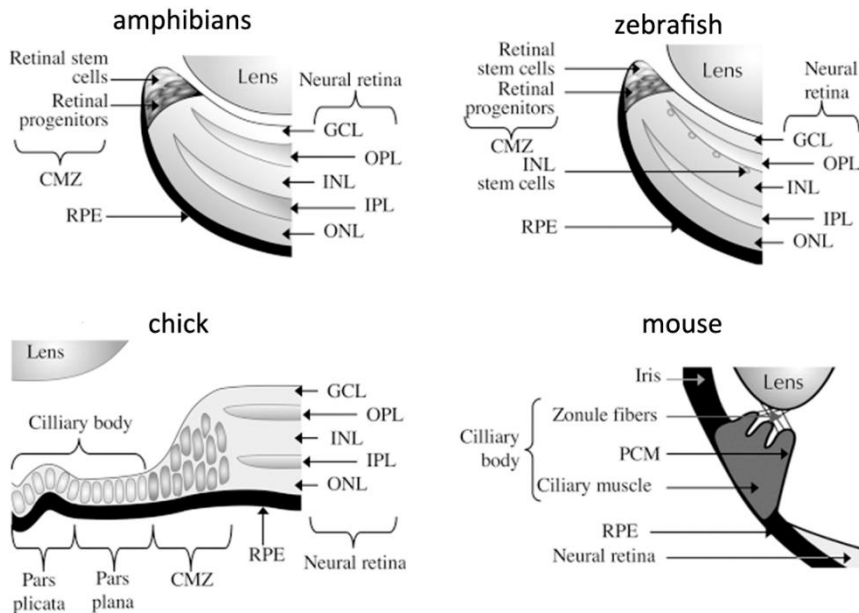 amphibians
Retinal stem
cells
Retinal
progenitors
CMZ
RPE
Lens
Neural retina
GCL
OPL
INL
IPL
ONL
zebrafish
Retinal
stem cells
Retinal
progenitors
CMZ
INL
stem cells
RPE
Lens
Neural
retina
GCL
OPL
INL
IPL
ONL
chick
Lens
Cilliary body
GCL
OPL
INL
IPL
ONL
Pars
plicata
Pars
plana
CMZ
RPE
Neural retina
mouse
Iris
Lens
Zonule fibers
Cilliary
body
PCM
Ciliary muscle
RPE
Neural retina